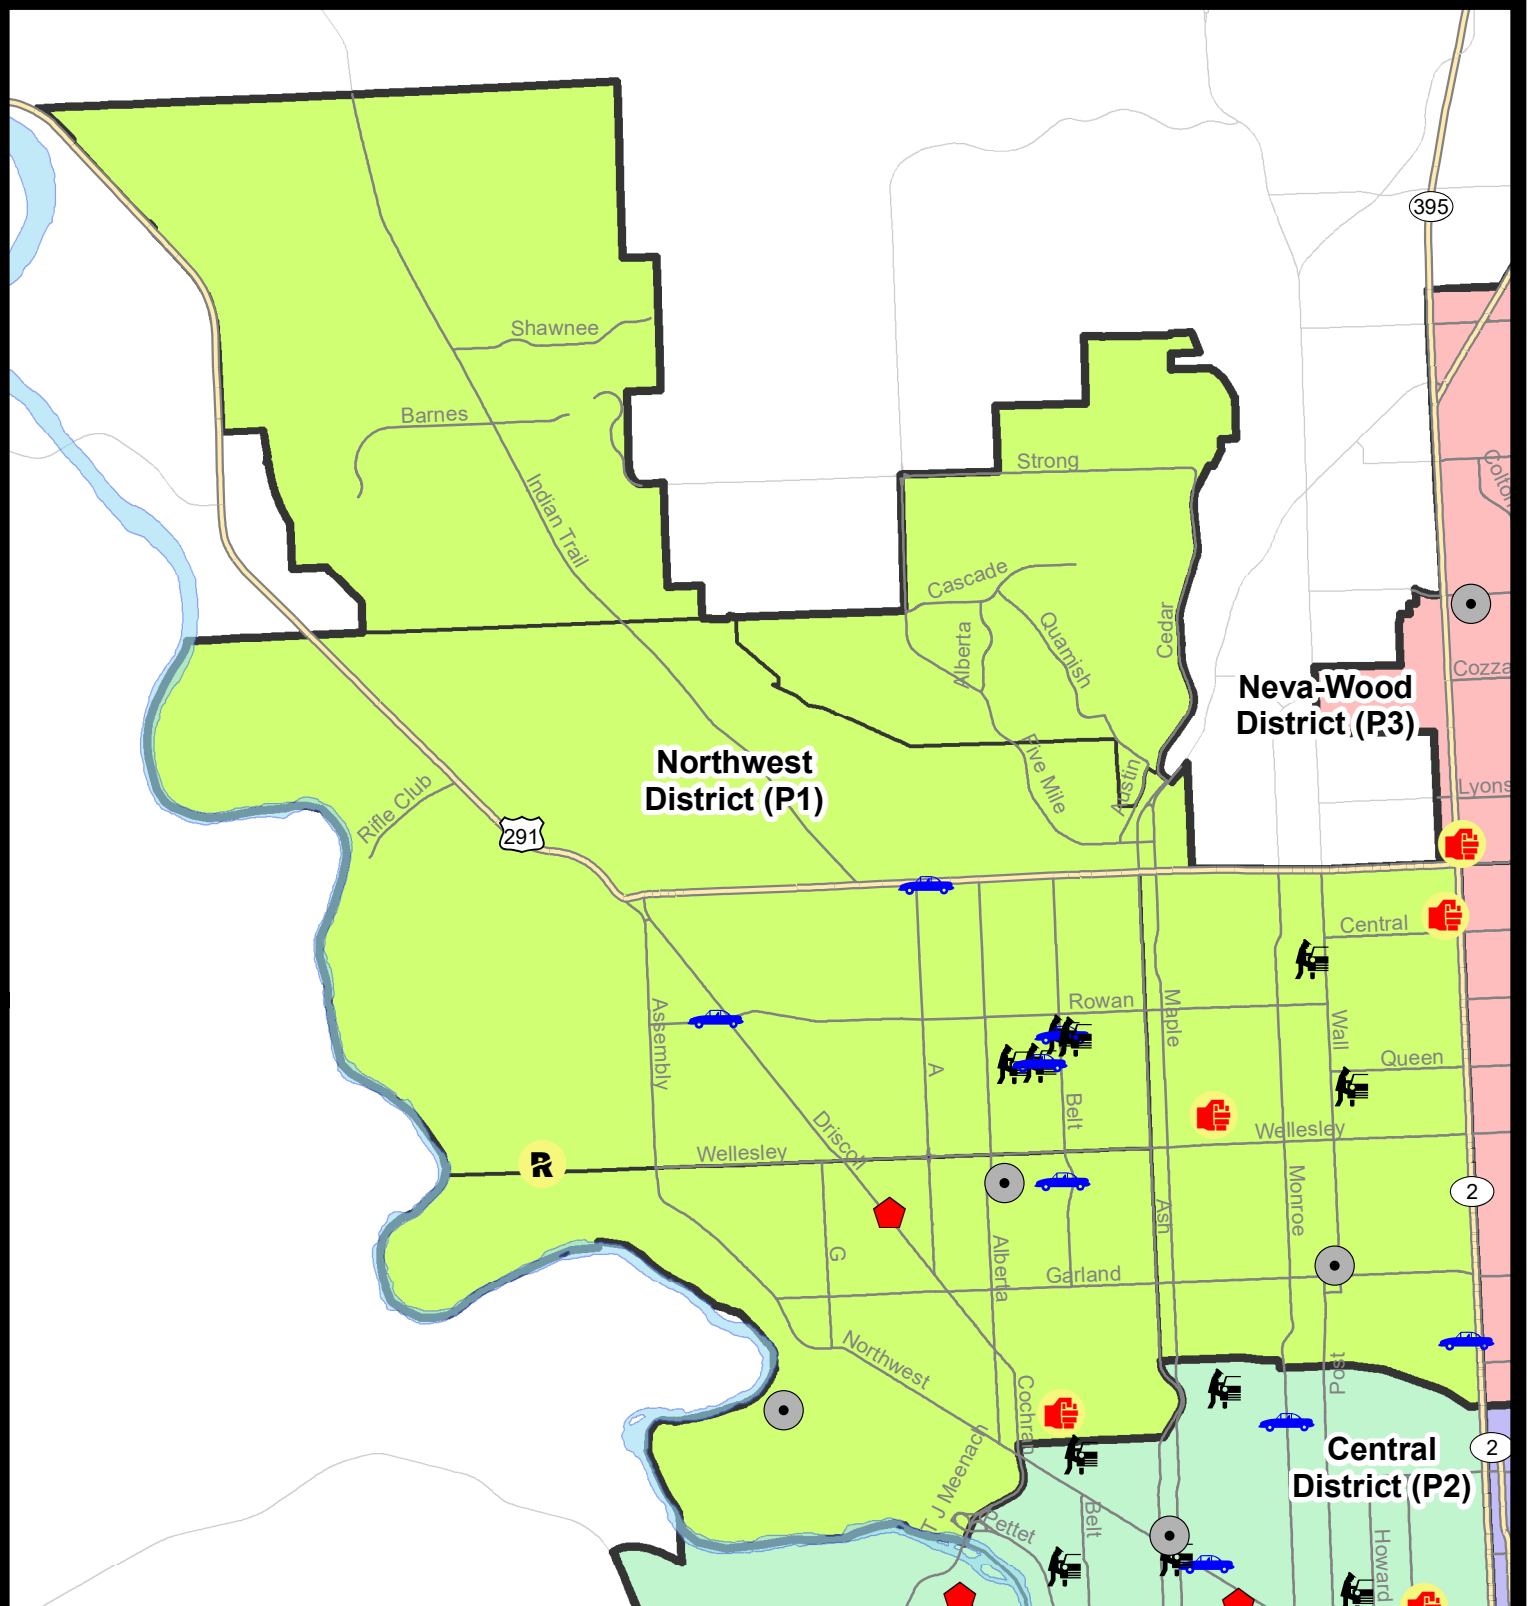 395
Shawnee
Barnes
Colton
Strong
Indian Trail
Cascade
Alberta
Quamish
Cedar
Cozza
Neva-Wood
District (P3)
Northwest
District (P1)
Five Mile
Austin
Rifle Club
Lyons
291
Central
Assembly
Rowan
Maple
Wall
Queen
A
Belt
Driscoll
Wellesley
Wellesley
R
Monroe
2
Ash
G
Alberta
Garland
Northwest
Post
Cochran
Central
District (P2)
2
T J Meenach
Pettet
Belt
Howard